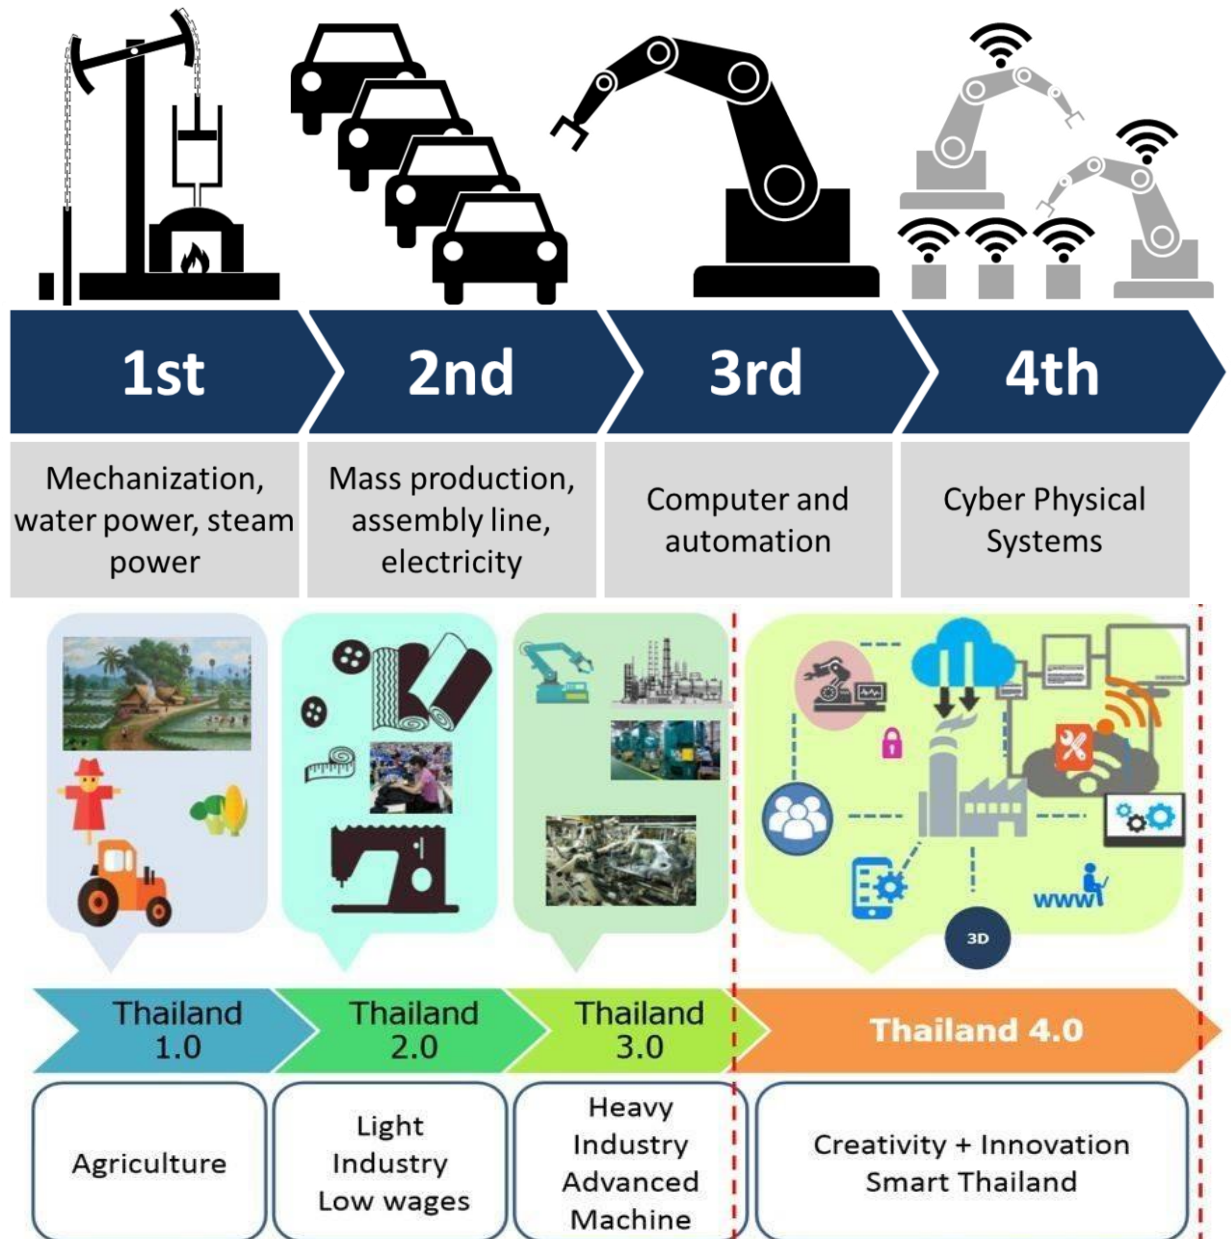 1st
2nd
3rd
4th
Mechanization,
water power, steam
power
Mass production,
assembly line,
electricity
Computer and
automation
Cyber Physical
Systems
www
3D
Thailand
1.0
Thailand
2.0
Thailand
3.0
Thailand 4.0
Agriculture
Light
Industry
Low wages
Heavy
Industry
Advanced
Machine
Creativity + Innovation
Smart Thailand